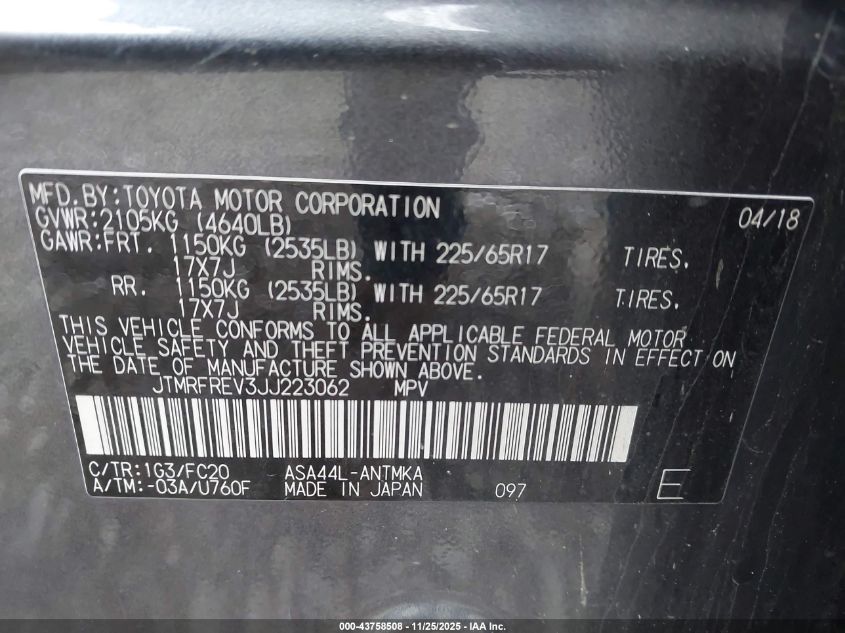 MFD.BY:TOYOTA MOTOR CORPORATION 04/18
GVWR:2105KG (4640LB)
GAWR:FRT. 1150KG (2535LB) WITH 225/65R17 TIRES.
17X7J RIMS.
RR. 1150KG (2535LB) WITH 225/65R17 TIRES.
17X7J RIMS.
THIS VEHICLE CONFORMS TO ALL APPLICABLE FEDERAL MOTOR
VEHICLE SAFETY AND THEFT PREVENTION STANDARDS IN EFFECT ON
THE DATE OF MANUFACTURE SHOWN ABOVE.
JTMRFREV3JJ223062 MPV
C/TR:1G3/FC20 ASA44L-ANTMKA
A/TM:-03A/U760F MADE IN JAPAN 097 E
000-43758508 - 11/25/2025 - IAA Inc.